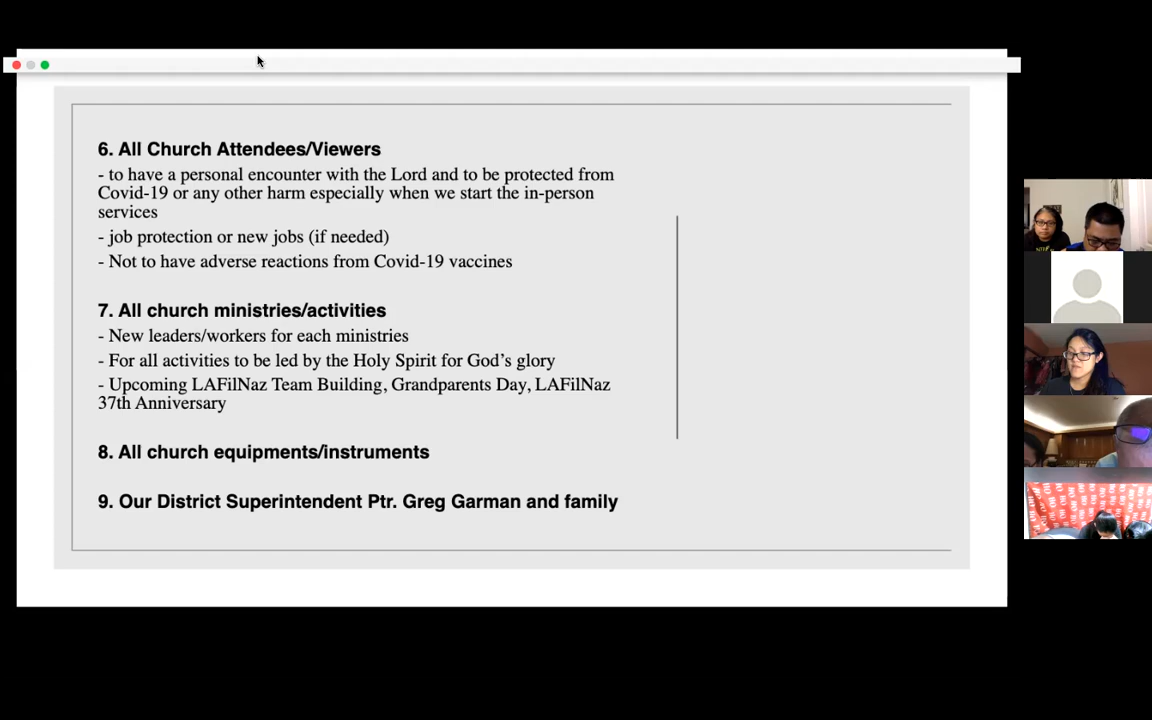 6. All Church Attendees/Viewers
- to have a personal encounter with the Lord and to be protected from
Covid-19 or any other harm especially when we start the in-person
services
- job protection or new jobs (if needed)
- Not to have adverse reactions from Covid-19 vaccines
7. All church ministries/activities
- New leaders/workers for each ministries
- For all activities to be led by the Holy Spirit for God's glory
- Upcoming LAFilNaz Team Building, Grandparents Day, LAFilNaz
37th Anniversary
8. All church equipments/instruments
9. Our District Superintendent Ptr. Greg Garman and family